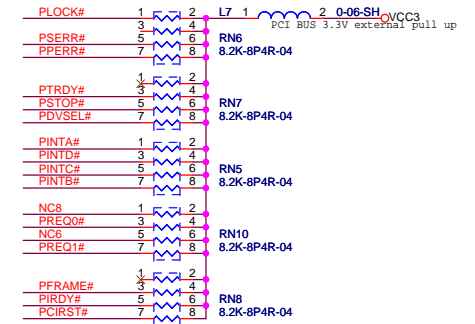 PLOCK# 1 2 L7 1 2 0-06-SH VCC3
3 4 PCI BUS 3.3V external pull up
PSERR# 5 6 RN6
PPERR# 7 8 8.2K-8P4R-04
1 2
PTRDY# 3 4
PSTOP# 5 6 RN7
PDVSEL# 7 8 8.2K-8P4R-04
PINTA# 1 2
PINTD# 3 4
PINTC# 5 6 RN5
PINTB# 7 8 8.2K-8P4R-04
NC8 1 2
PREQ0# 3 4
NC6 5 6 RN10
PREQ1# 7 8 8.2K-8P4R-04
1 2
PFRAME# 3 4
PIRDY# 5 6 RN8
PCIRST# 7 8 8.2K-8P4R-04